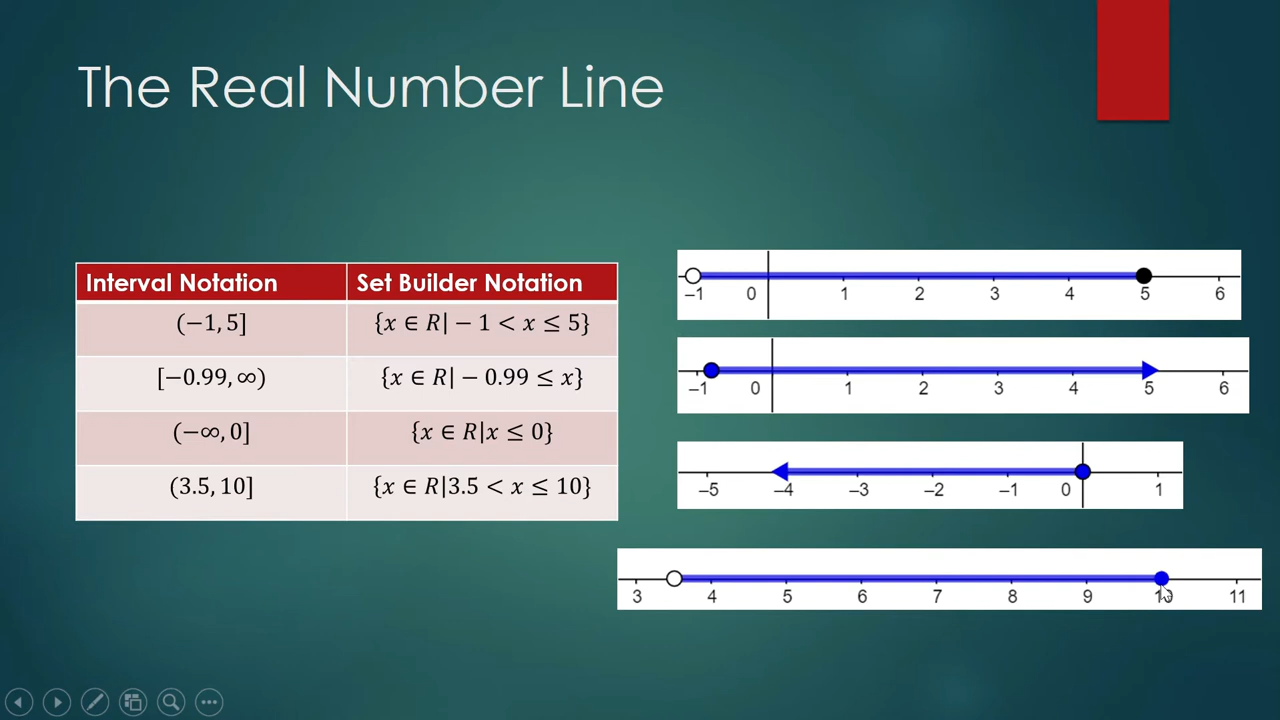 The Real Number Line
Interval Notation Set Builder Notation
(−1, 5] {x ∈ R| − 1 < x ≤ 5}
[−0.99, ∞) {x ∈ R| − 0.99 ≤ x}
(−∞, 0] {x ∈ R|x ≤ 0}
(3.5, 10] {x ∈ R|3.5 < x ≤ 10}
–1 0 1 2 3 4 5 6
–1 0 1 2 3 4 5 6
–5 –4 –3 –2 –1 0 1
3 4 5 6 7 8 9 10 11